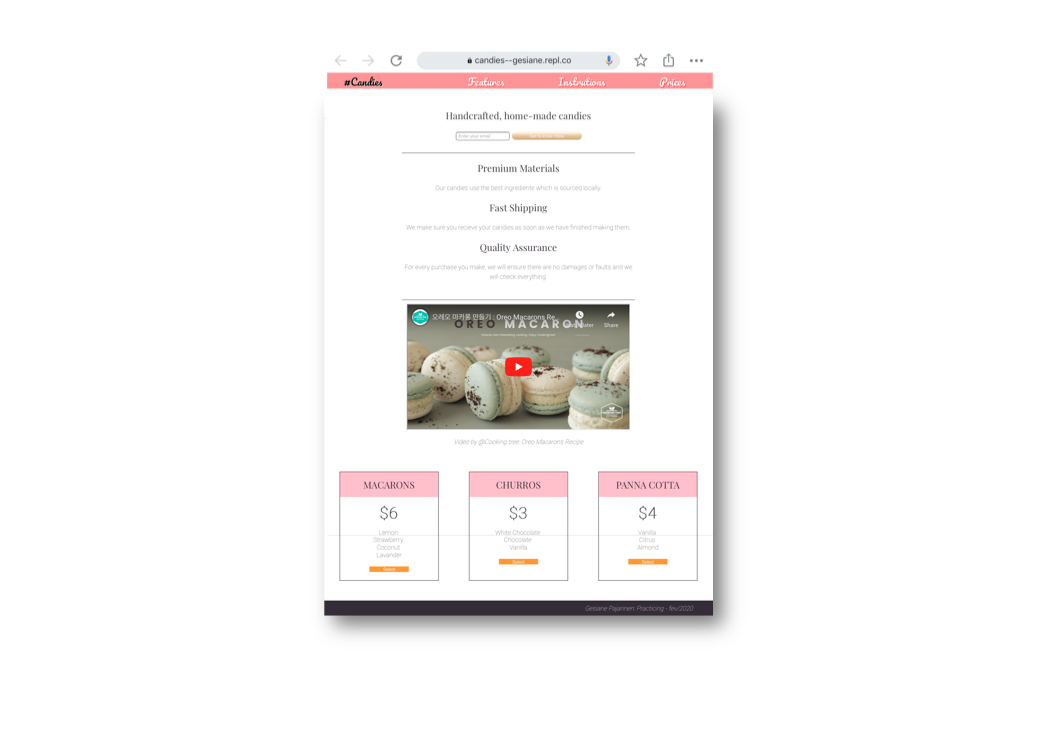 candies--gesiane.repl.co
#Candies
Features
Instrutions
Prices
Handcrafted, home-made candies
Enter your email
Premium Materials
Our candies use the best ingredients which is sourced locally.
Fast Shipping
We make sure you recieve your candies as soon as we have finished making them.
Quality Assurance
For every purchase you make, we will ensure there are no damages or faults and we
will check everything.
오레오 마카롱 만들기 : Oreo Macarons Re...
Share
OREO MACARON
Video by @Cooking tree: Oreo Macarons Recipe
MACARONS
$6
Lemon
Strawberry
Coconut
Lavander
Select
CHURROS
$3
White Chocolate
Chocolate
Vanilla
Select
PANNA COTTA
$4
Vanilla
Citrus
Almond
Select
Gesiane Pajarinen: Practicing - fev/2020